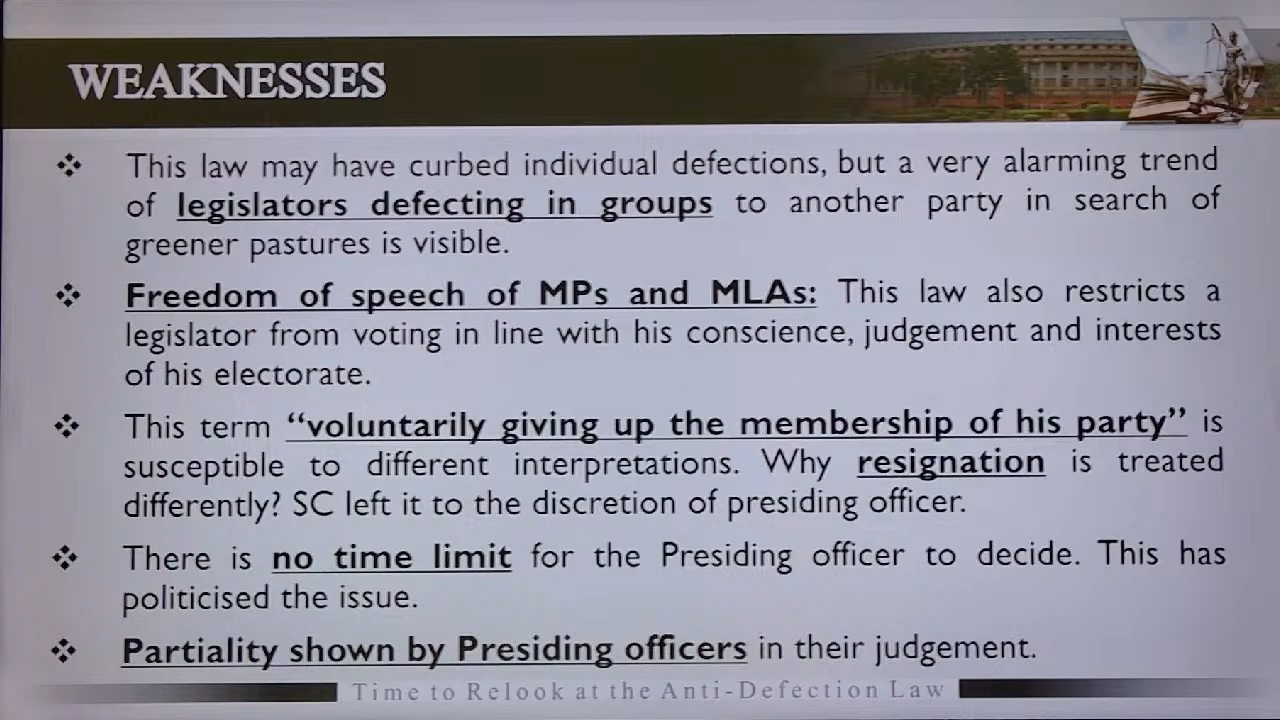 WEAKNESSES
❖ This law may have curbed individual defections, but a very alarming trend
of legislators defecting in groups to another party in search of
greener pastures is visible.
❖ Freedom of speech of MPs and MLAs: This law also restricts a
legislator from voting in line with his conscience, judgement and interests
of his electorate.
❖ This term “voluntarily giving up the membership of his party” is
susceptible to different interpretations. Why resignation is treated
differently? SC left it to the discretion of presiding officer.
❖ There is no time limit for the Presiding officer to decide. This has
politicised the issue.
❖ Partiality shown by Presiding officers in their judgement.
Time to Relook at the Anti-Defection Law